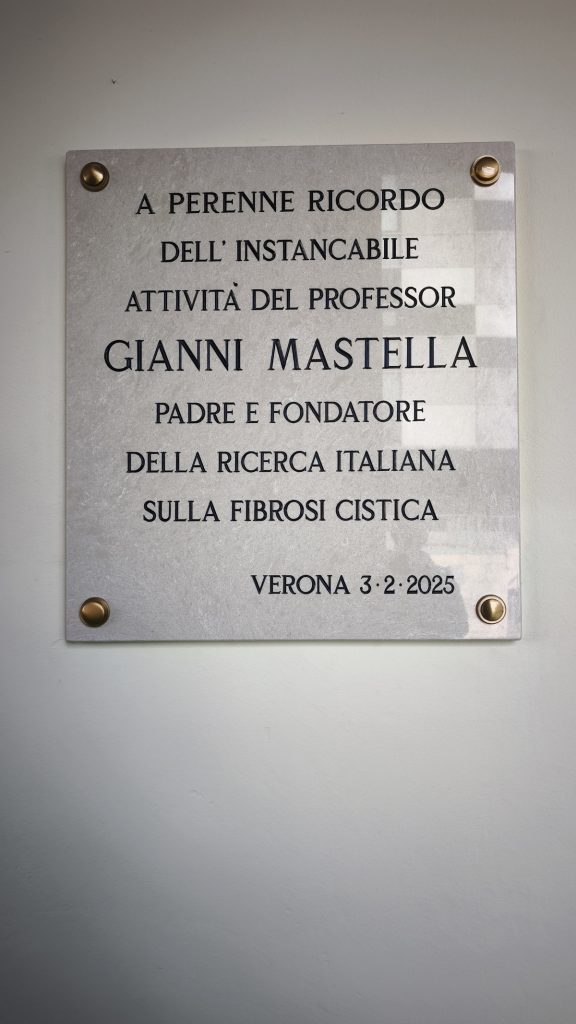 A PERENNE RICORDO
DELL' INSTANCABILE
ATTIVITÀ DEL PROFESSOR
GIANNI MASTELLA
PADRE E FONDATORE
DELLA RICERCA ITALIANA
SULLA FIBROSI CISTICA
VERONA 3·2·2025